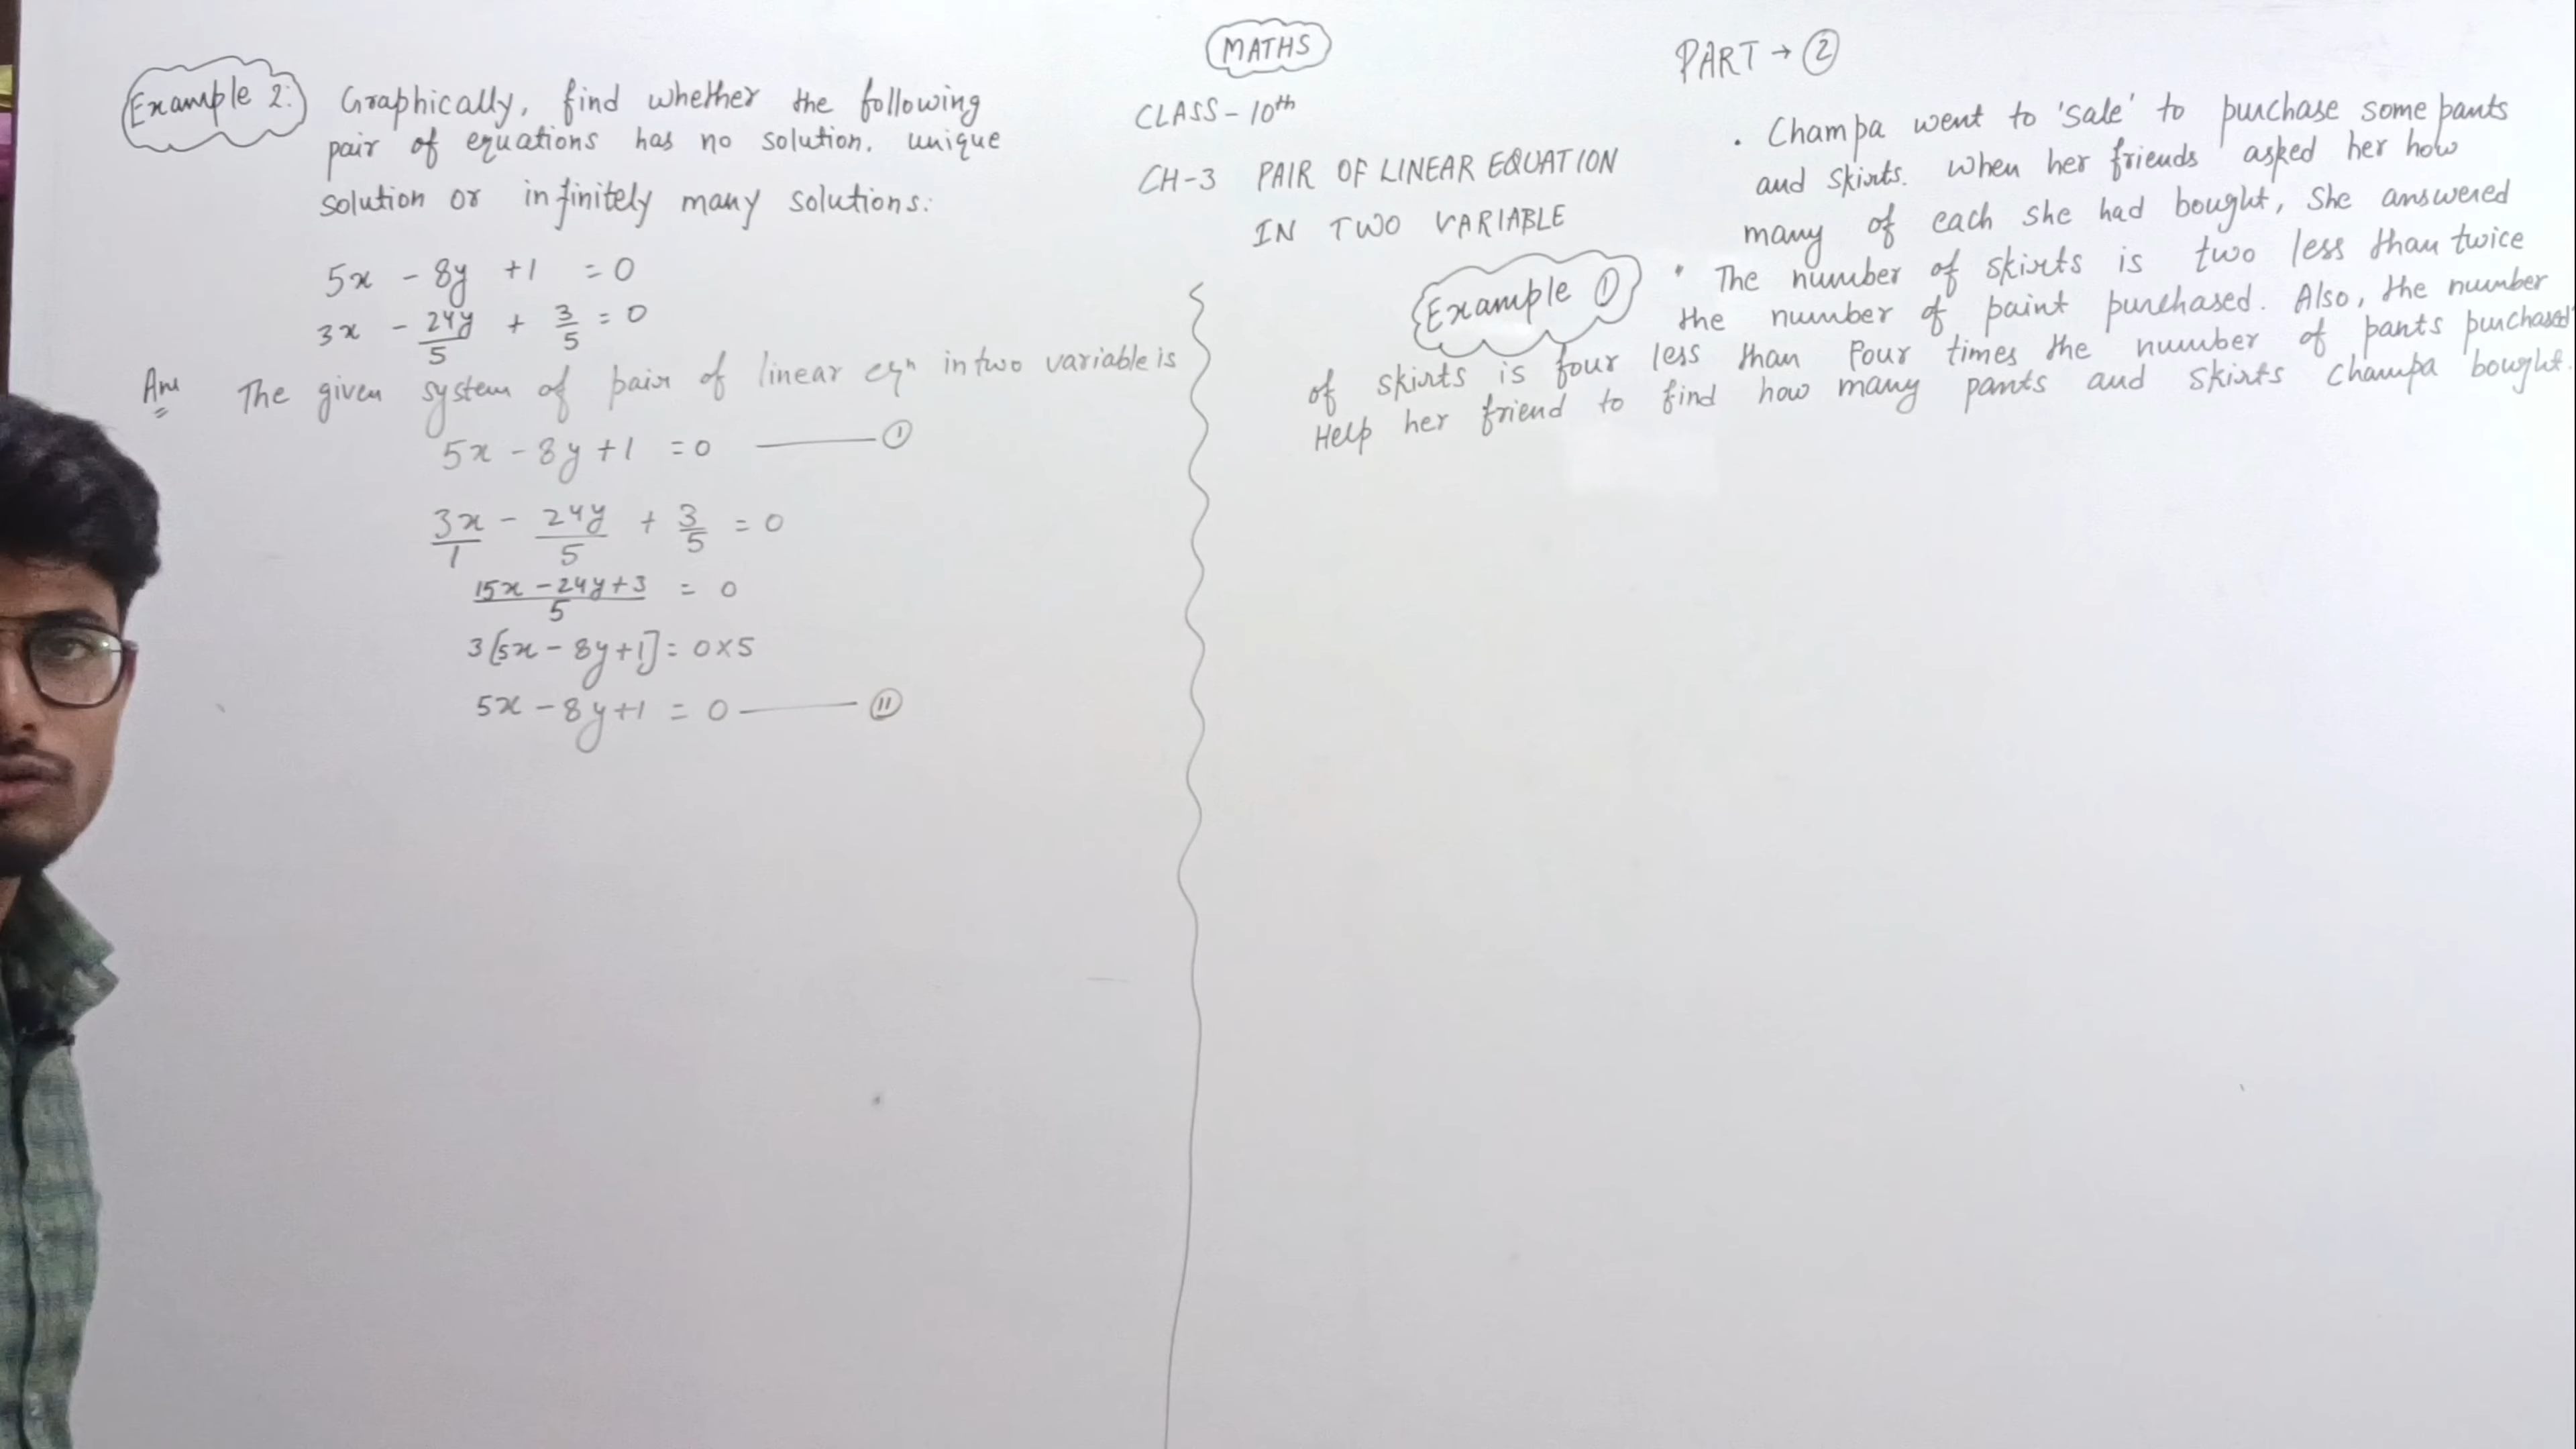 MATHS
CLASS - 10th
CH-3 PAIR OF LINEAR EQUATION
IN TWO VARIABLE
Example 2:
Graphically, find whether the following
pair of equations has no solution, unique
solution or infinitely many solutions:
5x - 8y + 1 = 0
3x - 24y/5 + 3/5 = 0
Ans The given system of pair of linear eqn in two variable is
5x - 8y + 1 = 0 ——— I
3x/1 - 24y/5 + 3/5 = 0
15x - 24y + 3/5 = 0
3[5x - 8y + 1] = 0 × 5
5x - 8y + 1 = 0 ——— II
PART → 2
Example 1
. Champa went to 'sale' to purchase some pants
and skirts. when her friends asked her how
many of each she had bought, She answered
" The number of skirts is two less than twice
the number of paint purchased. Also, the number
of skirts is four less than Four times the number of pants purchased"
Help her friend to find how many pants and skirts champa bought.